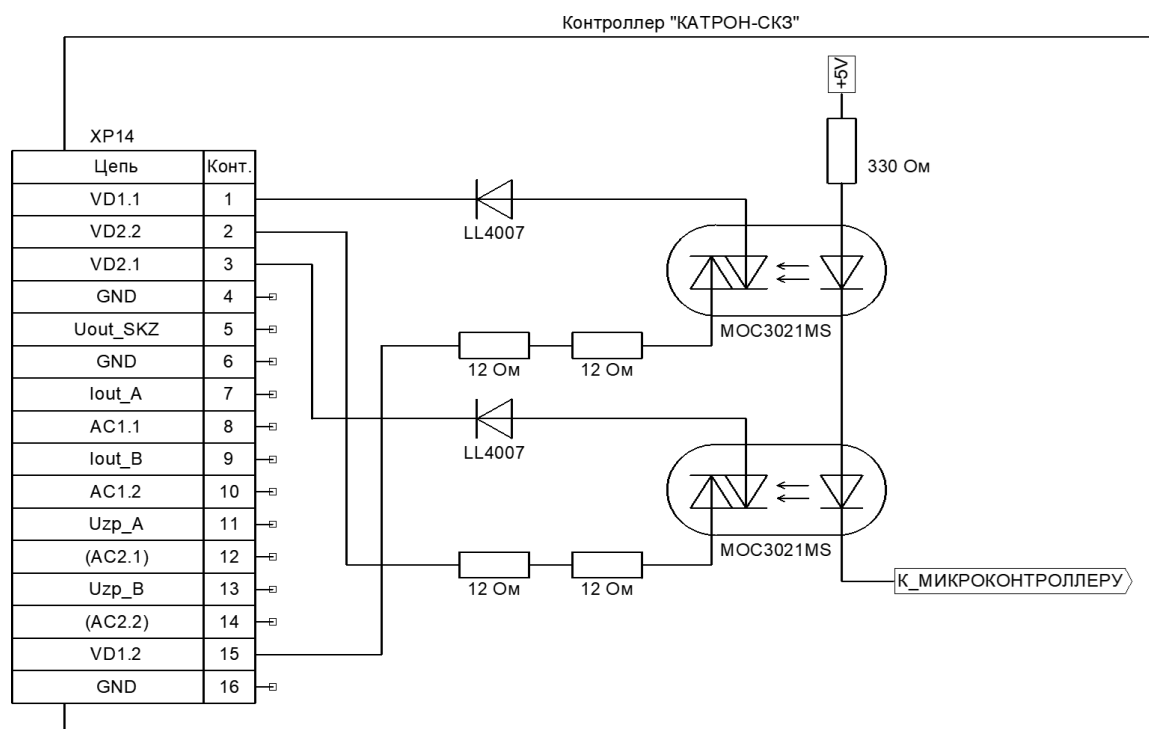 Контроллер "КАТРОН-СКЗ"
+5V
330 Ом
XP14
Цепь Конт.
VD1.1 1
VD2.2 2
VD2.1 3
GND 4
Uout_SKZ 5
GND 6
Iout_A 7
AC1.1 8
Iout_B 9
AC1.2 10
Uzp_A 11
(AC2.1) 12
Uzp_B 13
(AC2.2) 14
VD1.2 15
GND 16
LL4007
MOC3021MS
12 Ом 12 Ом
LL4007
MOC3021MS
12 Ом 12 Ом
К_МИКРОКОНТРОЛЛЕРУ